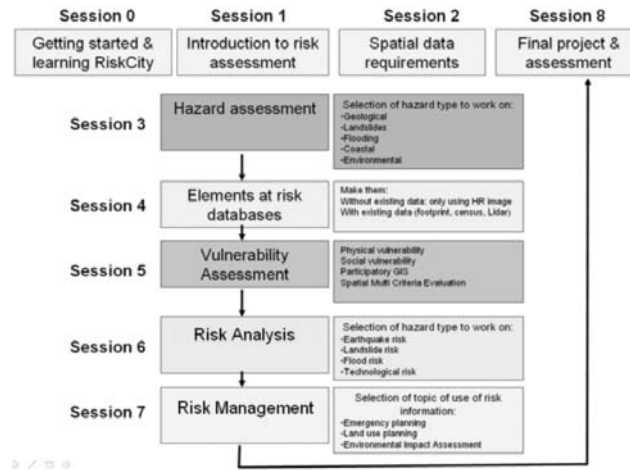 Session 0
Session 1
Session 2
Session 8
Getting started &
learning RiskCity
Introduction to risk
assessment
Spatial data
requirements
Final project &
assessment
Session 3
Hazard assessment
Selection of hazard type to work on:
•Geological
•Landslides
•Flooding
•Coastal
•Environmental
Session 4
Elements at risk
databases
Make them:
Without existing data: only using HR image
With existing data (footprint, census, Lidar)
Session 5
Vulnerability
Assessment
Physical vulnerability
Social vulnerability
Participatory GIS
Spatial Multi Criteria Evaluation
Session 6
Risk Analysis
Selection of hazard type to work on:
•Earthquake risk
•Landslide risk
•Flood risk
•Technological risk
Session 7
Risk Management
Selection of topic of use of risk
information:
•Emergency planning
•Land use planning
•Environmental Impact Assessment